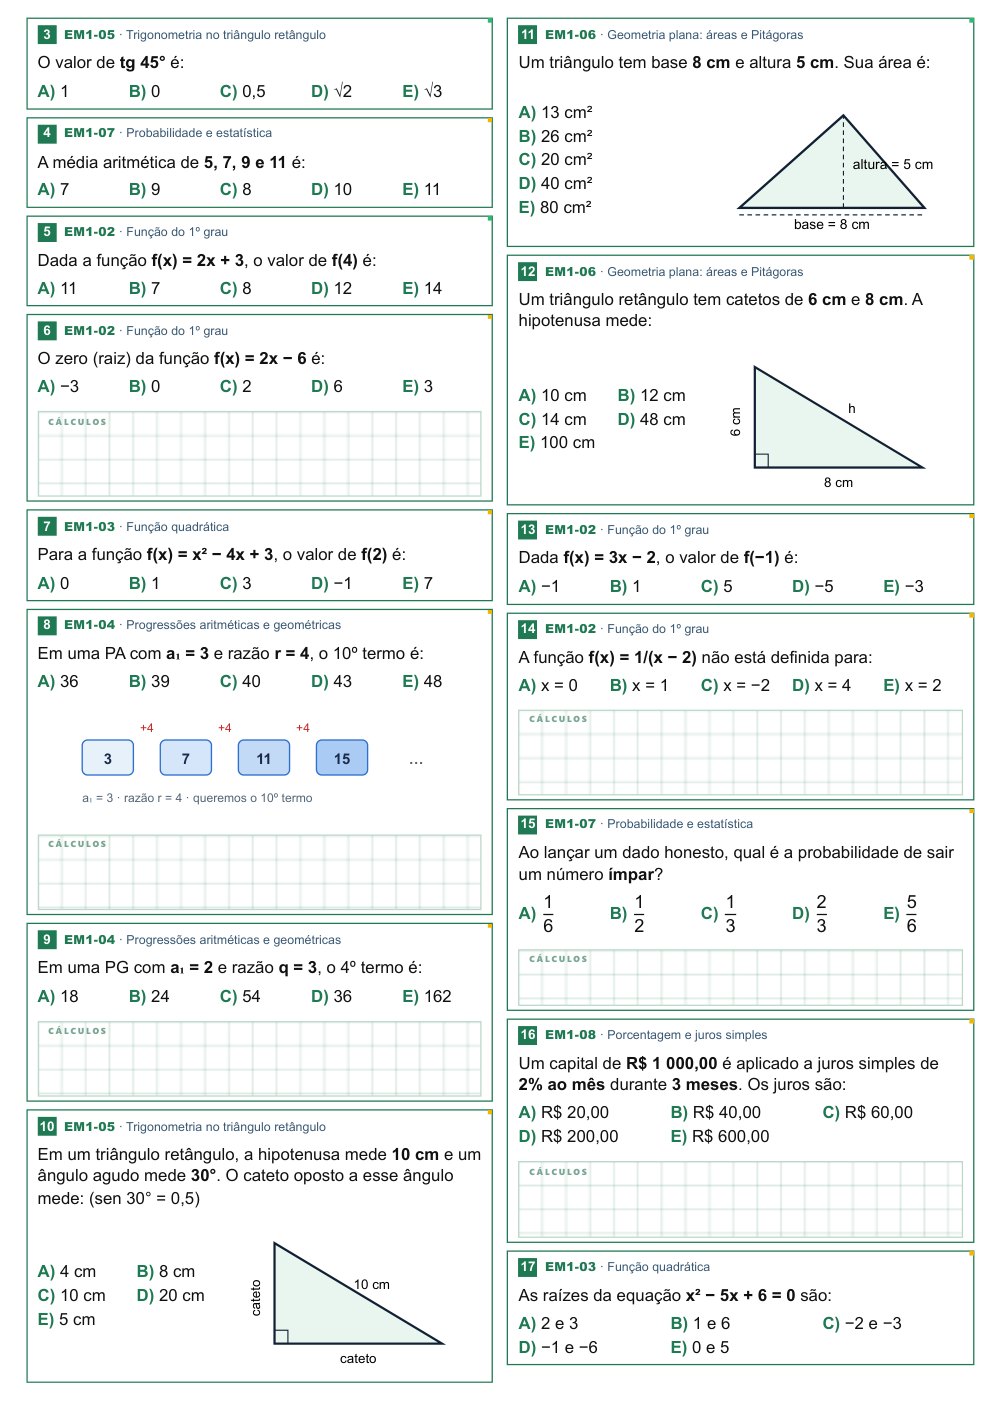 3 EM1-05 · Trigonometria no triângulo retângulo
O valor de tg 45° é:
A) 1 B) 0 C) 0,5 D) √2 E) √3
4 EM1-07 · Probabilidade e estatística
A média aritmética de 5, 7, 9 e 11 é:
A) 7 B) 9 C) 8 D) 10 E) 11
5 EM1-02 · Função do 1º grau
Dada a função f(x) = 2x + 3, o valor de f(4) é:
A) 11 B) 7 C) 8 D) 12 E) 14
6 EM1-02 · Função do 1º grau
O zero (raiz) da função f(x) = 2x − 6 é:
A) −3 B) 0 C) 2 D) 6 E) 3
CÁLCULOS
7 EM1-03 · Função quadrática
Para a função f(x) = x² − 4x + 3, o valor de f(2) é:
A) 0 B) 1 C) 3 D) −1 E) 7
8 EM1-04 · Progressões aritméticas e geométricas
Em uma PA com a₁ = 3 e razão r = 4, o 10º termo é:
A) 36 B) 39 C) 40 D) 43 E) 48
+4 +4 +4
3 7 11 15 ...
a₁ = 3 · razão r = 4 · queremos o 10º termo
CÁLCULOS
9 EM1-04 · Progressões aritméticas e geométricas
Em uma PG com a₁ = 2 e razão q = 3, o 4º termo é:
A) 18 B) 24 C) 54 D) 36 E) 162
CÁLCULOS
10 EM1-05 · Trigonometria no triângulo retângulo
Em um triângulo retângulo, a hipotenusa mede 10 cm e um
ângulo agudo mede 30°. O cateto oposto a esse ângulo
mede: (sen 30° = 0,5)
A) 4 cm B) 8 cm
C) 10 cm D) 20 cm
E) 5 cm
10 cm
cateto
cateto
11 EM1-06 · Geometria plana: áreas e Pitágoras
Um triângulo tem base 8 cm e altura 5 cm. Sua área é:
A) 13 cm²
B) 26 cm²
C) 20 cm²
D) 40 cm²
E) 80 cm²
altura = 5 cm
base = 8 cm
12 EM1-06 · Geometria plana: áreas e Pitágoras
Um triângulo retângulo tem catetos de 6 cm e 8 cm. A
hipotenusa mede:
A) 10 cm B) 12 cm
C) 14 cm D) 48 cm
E) 100 cm
h
6 cm
8 cm
13 EM1-02 · Função do 1º grau
Dada f(x) = 3x − 2, o valor de f(−1) é:
A) −1 B) 1 C) 5 D) −5 E) −3
14 EM1-02 · Função do 1º grau
A função f(x) = 1/(x − 2) não está definida para:
A) x = 0 B) x = 1 C) x = −2 D) x = 4 E) x = 2
CÁLCULOS
15 EM1-07 · Probabilidade e estatística
Ao lançar um dado honesto, qual é a probabilidade de sair
um número ímpar?
A) 1/6 B) 1/2 C) 1/3 D) 2/3 E) 5/6
CÁLCULOS
16 EM1-08 · Porcentagem e juros simples
Um capital de R$ 1 000,00 é aplicado a juros simples de
2% ao mês durante 3 meses. Os juros são:
A) R$ 20,00 B) R$ 40,00 C) R$ 60,00
D) R$ 200,00 E) R$ 600,00
CÁLCULOS
17 EM1-03 · Função quadrática
As raízes da equação x² − 5x + 6 = 0 são:
A) 2 e 3 B) 1 e 6 C) −2 e −3
D) −1 e −6 E) 0 e 5